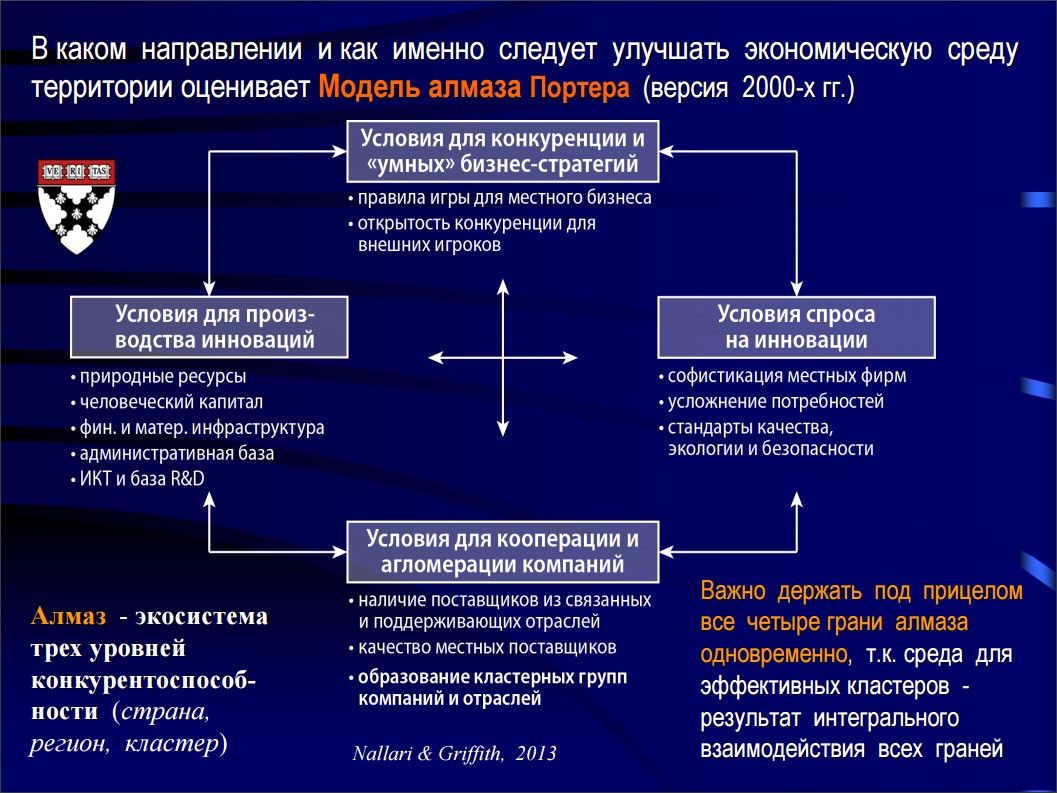 В каком направлении и как именно следует улучшать экономическую среду
территории оценивает Модель алмаза Портера (версия 2000-х гг.)
VE RI TAS
Условия для конкуренции и
«умных» бизнес-стратегий
• правила игры для местного бизнеса
• открытость конкуренции для
внешних игроков
Условия для произ-
водства инноваций
• природные ресурсы
• человеческий капитал
• фин. и матер. инфраструктура
• административная база
• ИКТ и база R&D
Условия спроса
на инновации
• софистикация местных фирм
• усложнение потребностей
• стандарты качества,
экологии и безопасности
Условия для кооперации и
агломерации компаний
• наличие поставщиков из связанных
и поддерживающих отраслей
• качество местных поставщиков
• образование кластерных групп
компаний и отраслей
Алмаз - экосистема
трех уровней
конкурентоспособ-
ности (страна,
регион, кластер)
Nallari & Griffith, 2013
Важно держать под прицелом
все четыре грани алмаза
одновременно, т.к. среда для
эффективных кластеров -
результат интегрального
взаимодействия всех граней